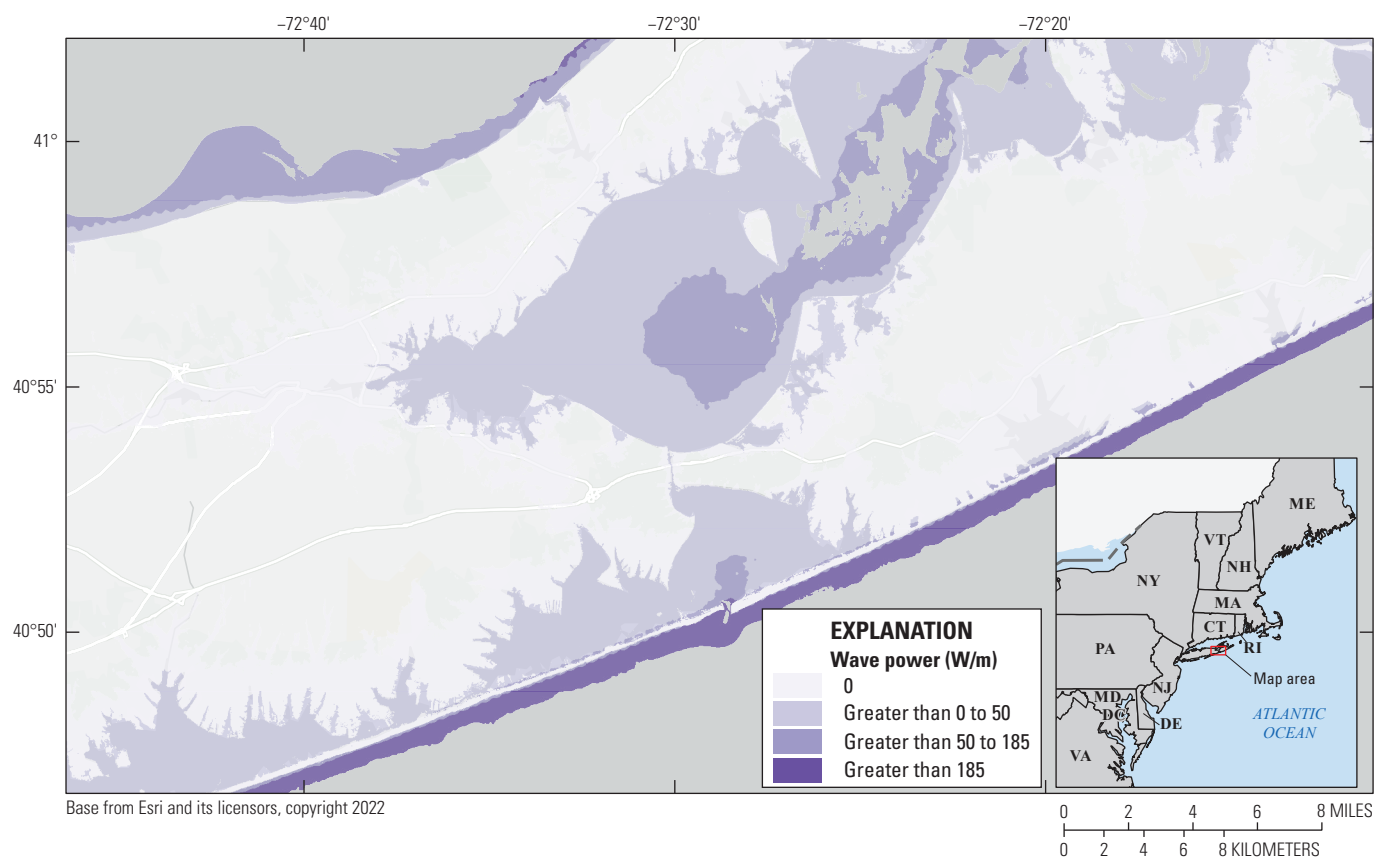 −72°40'
−72°30'
−72°20'
41°
40°55'
40°50'
EXPLANATION
Wave power (W/m)
0
Greater than 0 to 50
Greater than 50 to 185
Greater than 185
ME
VT
NH
NY
MA
CT
RI
PA
Map area
NJ
MD
DC
DE
ATLANTIC
OCEAN
VA
Base from Esri and its licensors, copyright 2022
0 2 4 6 8 MILES
0 2 4 6 8 KILOMETERS